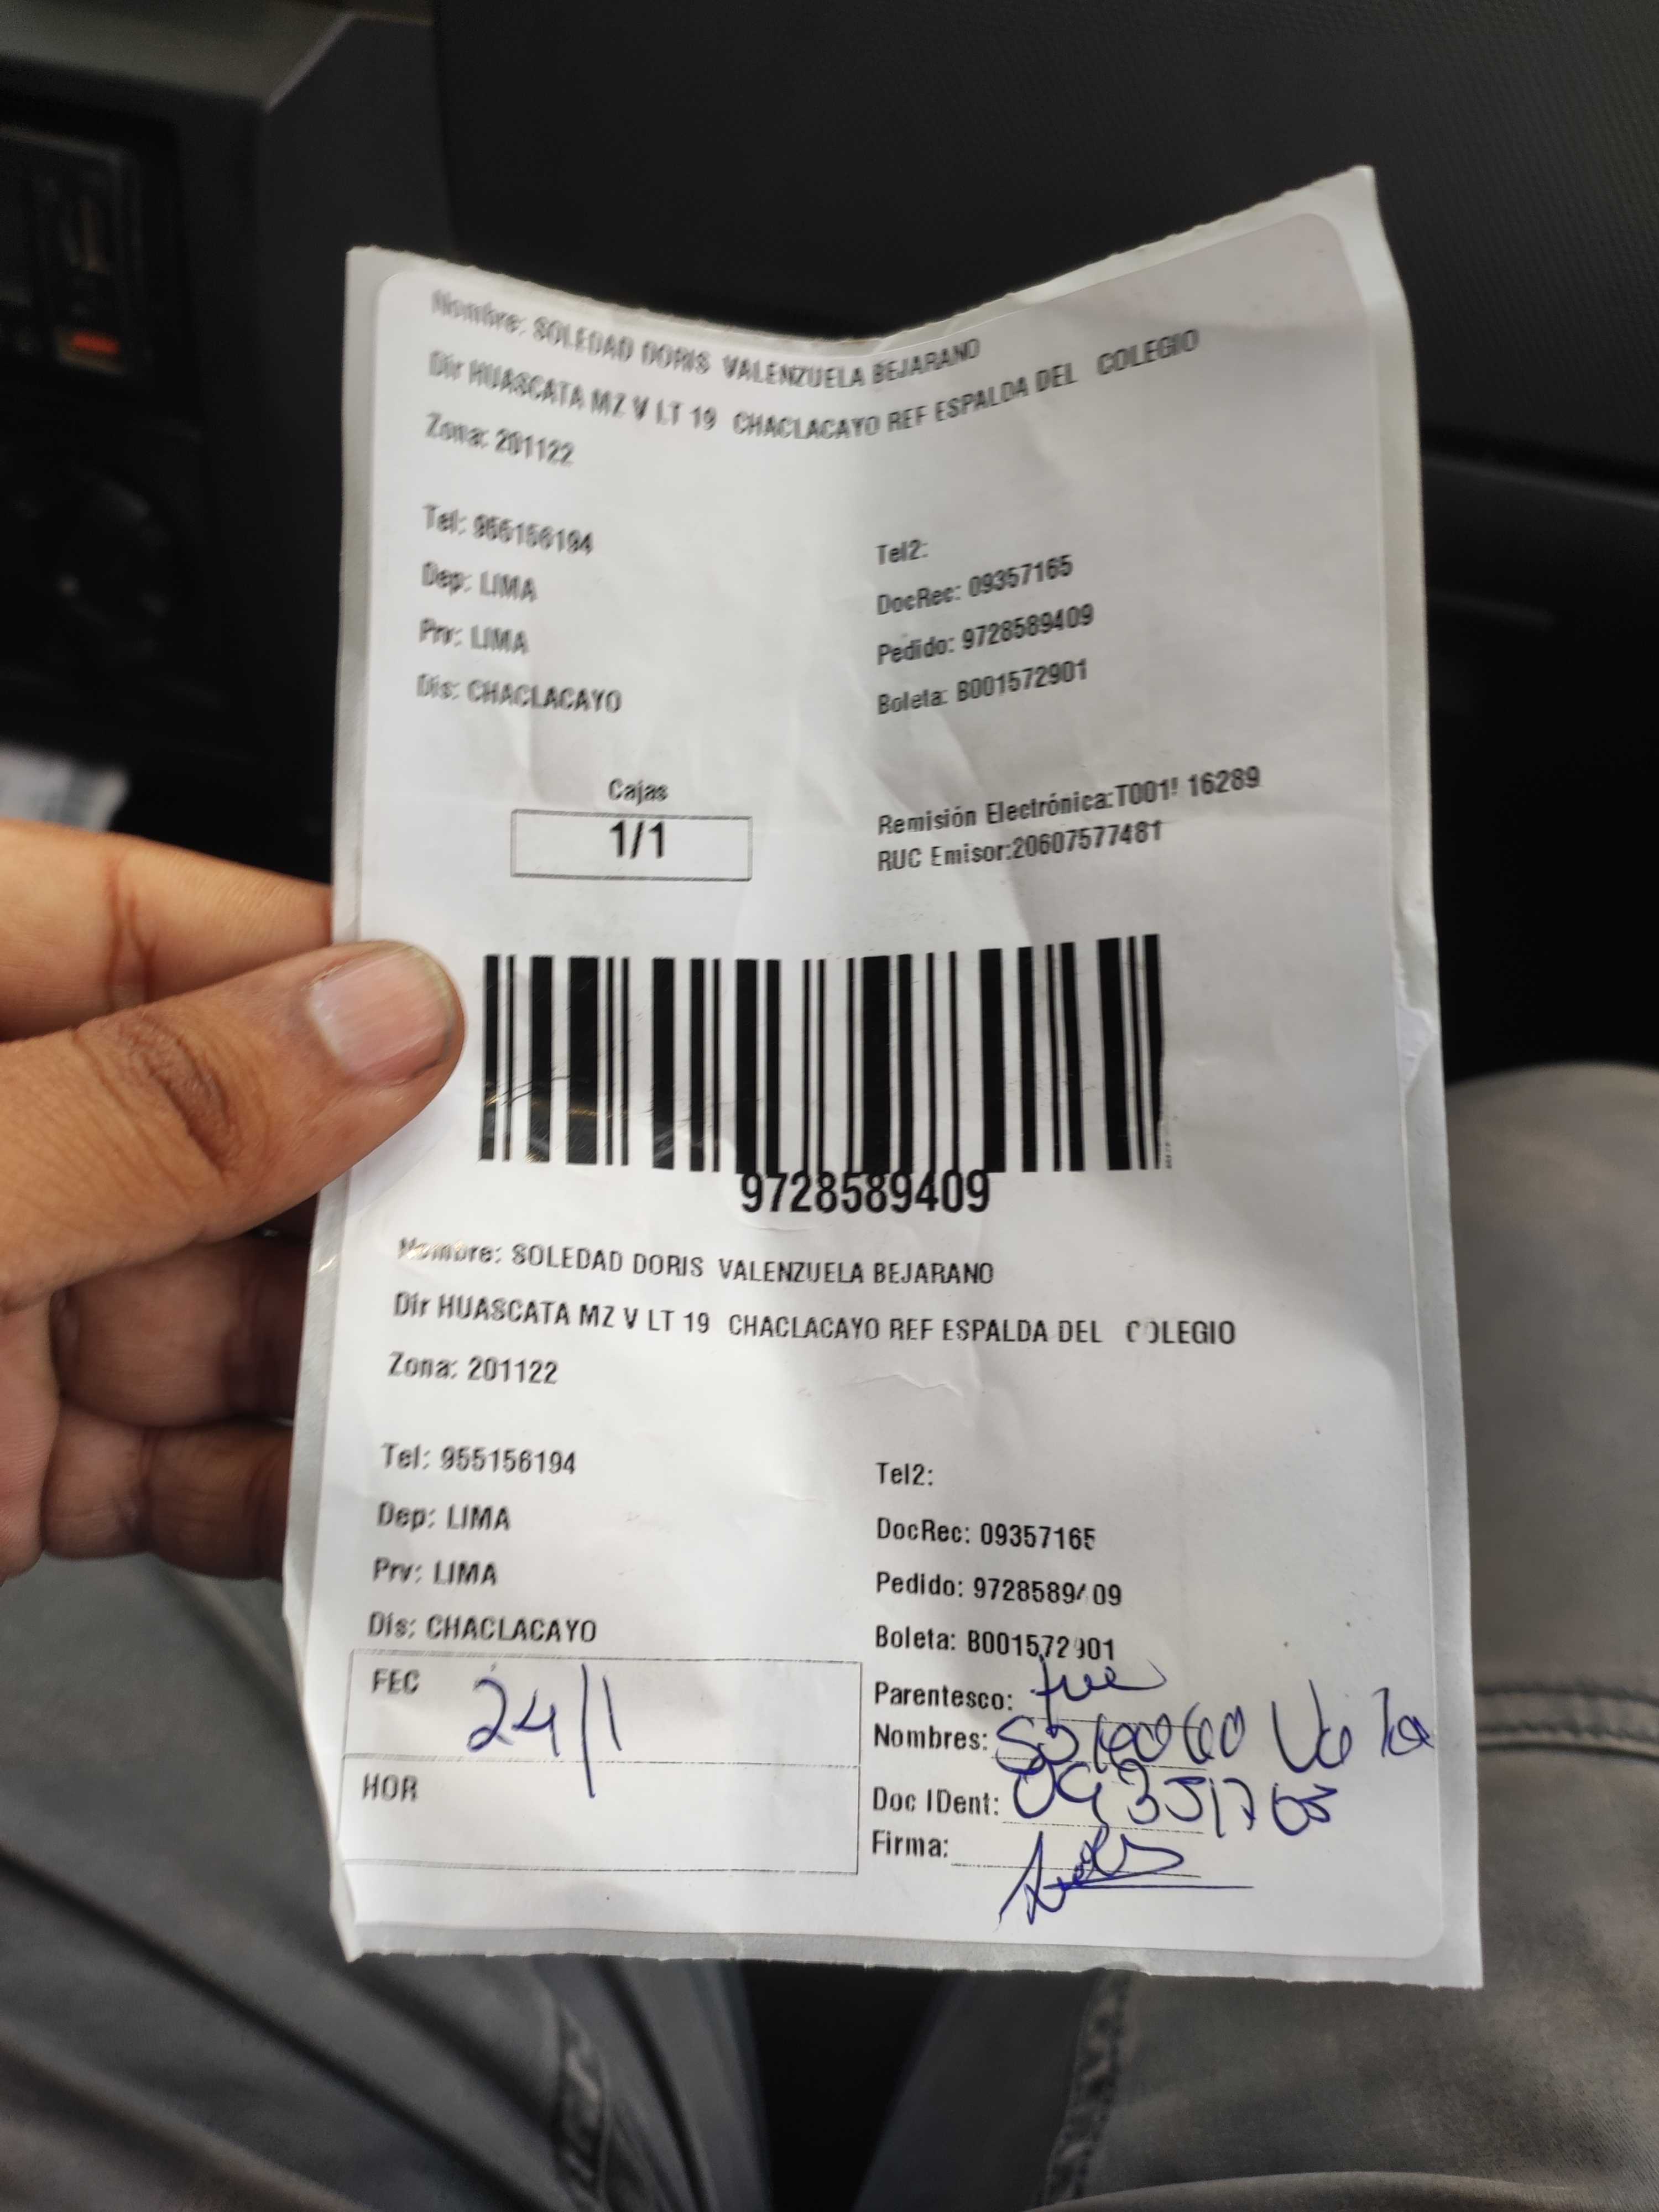 Nombre: SOLEDAD DORIS VALENZUELA BEJARANO
Dir HUASCATA MZ V LT 19 CHACLACAYO REF ESPALDA DEL COLEGIO
Zona: 201122
Tel: 955156194
Tel2:
Dep: LIMA
DocRec: 09357165
Prv: LIMA
Pedido: 9728589409
Dis: CHACLACAYO
Boleta: B001572901
Cajas
1/1
Remisión Electrónica:T001! 16289
RUC Emisor:20607577481
9728589409
Nombre: SOLEDAD DORIS VALENZUELA BEJARANO
Dir HUASCATA MZ V LT 19 CHACLACAYO REF ESPALDA DEL COLEGIO
Zona: 201122
Tel: 955156194
Tel2:
Dep: LIMA
DocRec: 09357165
Prv: LIMA
Pedido: 9728589409
Dis: CHACLACAYO
Boleta: B001572901
FEC 24/1
Parentesco:
Nombres:
HOR
Doc IDent:
Firma: